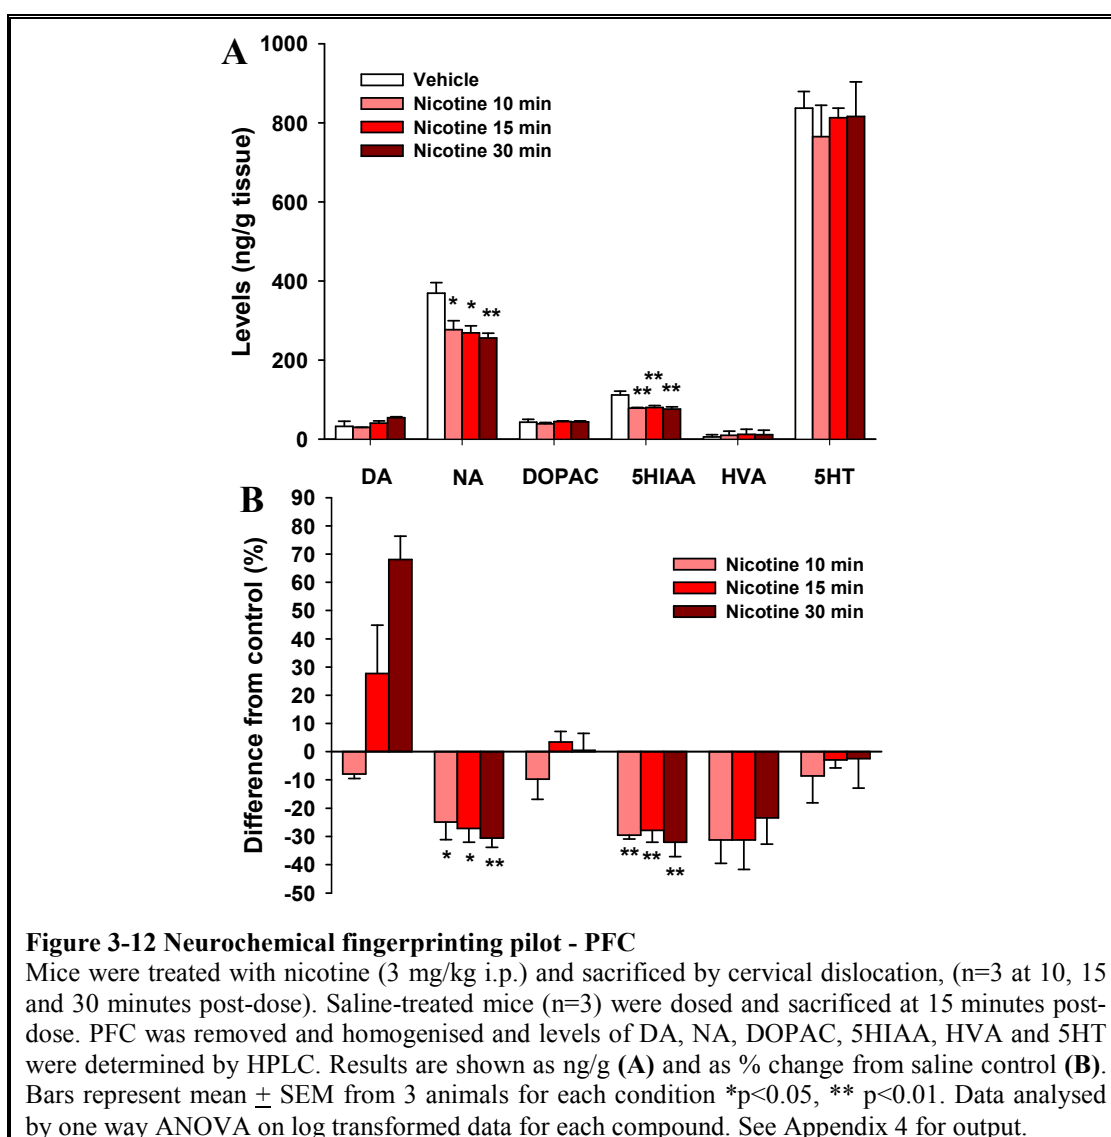 A
1000
800
600
400
200
0
Levels (ng/g tissue)
Vehicle
Nicotine 10 min
Nicotine 15 min
Nicotine 30 min
* * **
**
** **
DA NA DOPAC 5HIAA HVA 5HT
B
90
80
70
60
50
40
30
20
10
0
-10
-20
-30
-40
-50
Difference from control (%)
Nicotine 10 min
Nicotine 15 min
Nicotine 30 min
* * **
** ** **
Figure 3-12 Neurochemical fingerprinting pilot - PFC
Mice were treated with nicotine (3 mg/kg i.p.) and sacrificed by cervical dislocation, (n=3 at 10, 15
and 30 minutes post-dose). Saline-treated mice (n=3) were dosed and sacrificed at 15 minutes post-
dose. PFC was removed and homogenised and levels of DA, NA, DOPAC, 5HIAA, HVA and 5HT
were determined by HPLC. Results are shown as ng/g (A) and as % change from saline control (B).
Bars represent mean + SEM from 3 animals for each condition *p<0.05, ** p<0.01. Data analysed
by one way ANOVA on log transformed data for each compound. See Appendix 4 for output.